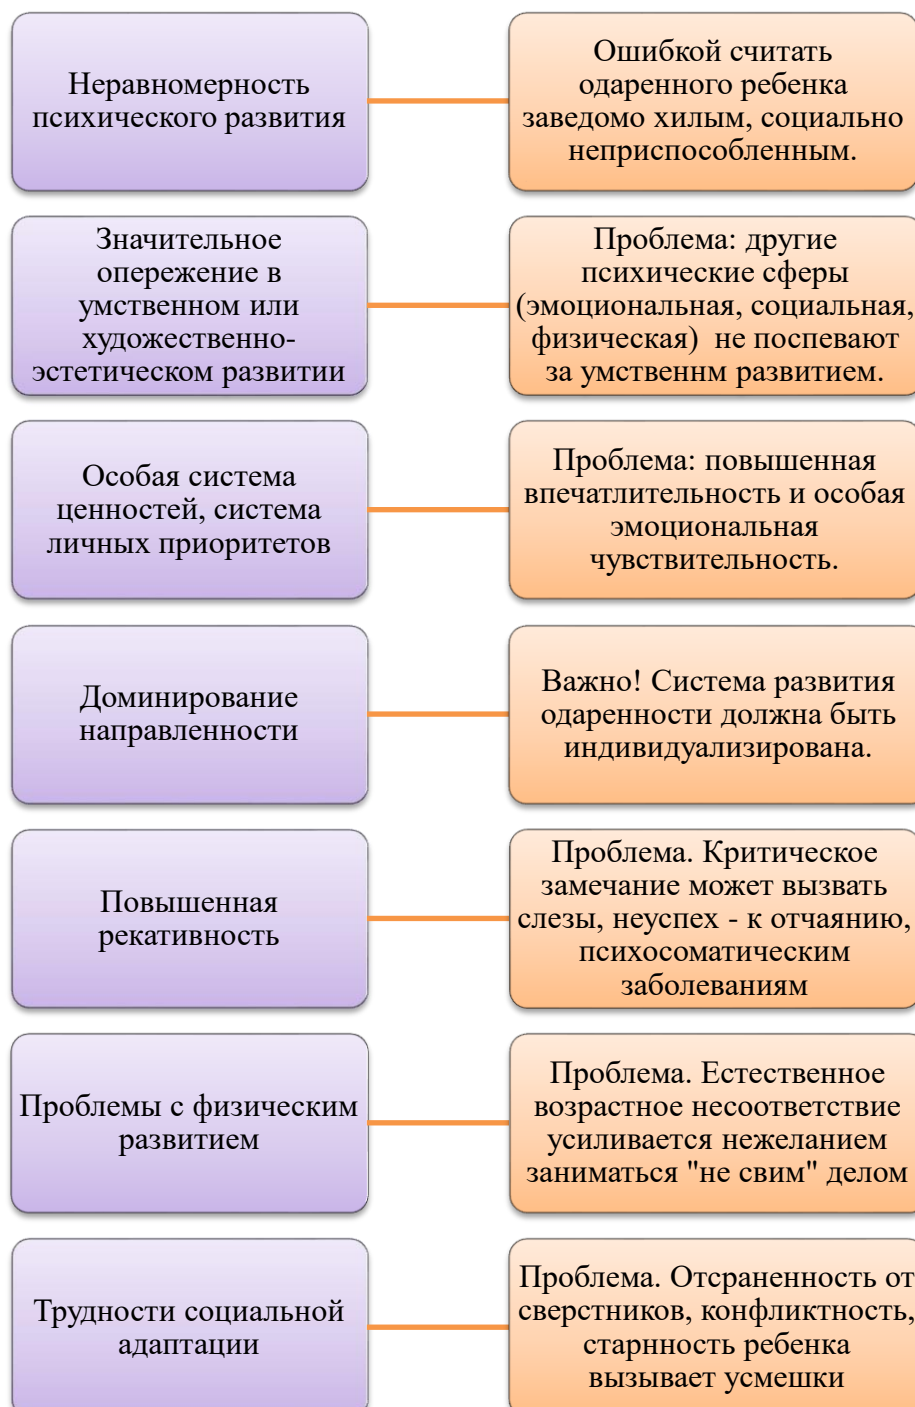 Неравномерность
психического развития
Ошибкой считать
одаренного ребенка
заведомо хилым, социально
неприспособленным.
Значительное
опережение в
умственном или
художественно-
эстетическом развитии
Проблема: другие
психические сферы
(эмоциональная, социальная,
физическая) не поспевают
за умственнм развитием.
Особая система
ценностей, система
личных приоритетов
Проблема: повышенная
впечатлительность и особая
эмоциональная
чувствительность.
Доминирование
направленности
Важно! Система развития
одаренности должна быть
индивидуализирована.
Повышенная
рекативность
Проблема. Критическое
замечание может вызвать
слезы, неуспех - к отчаянию,
психосоматическим
заболеваниям
Проблемы с физическим
развитием
Проблема. Естественное
возрастное несоответствие
усиливается нежеланием
заниматься "не свим" делом
Трудности социальной
адаптации
Проблема. Отсраненность от
сверстников, конфликтность,
старнность ребенка
вызывает усмешки